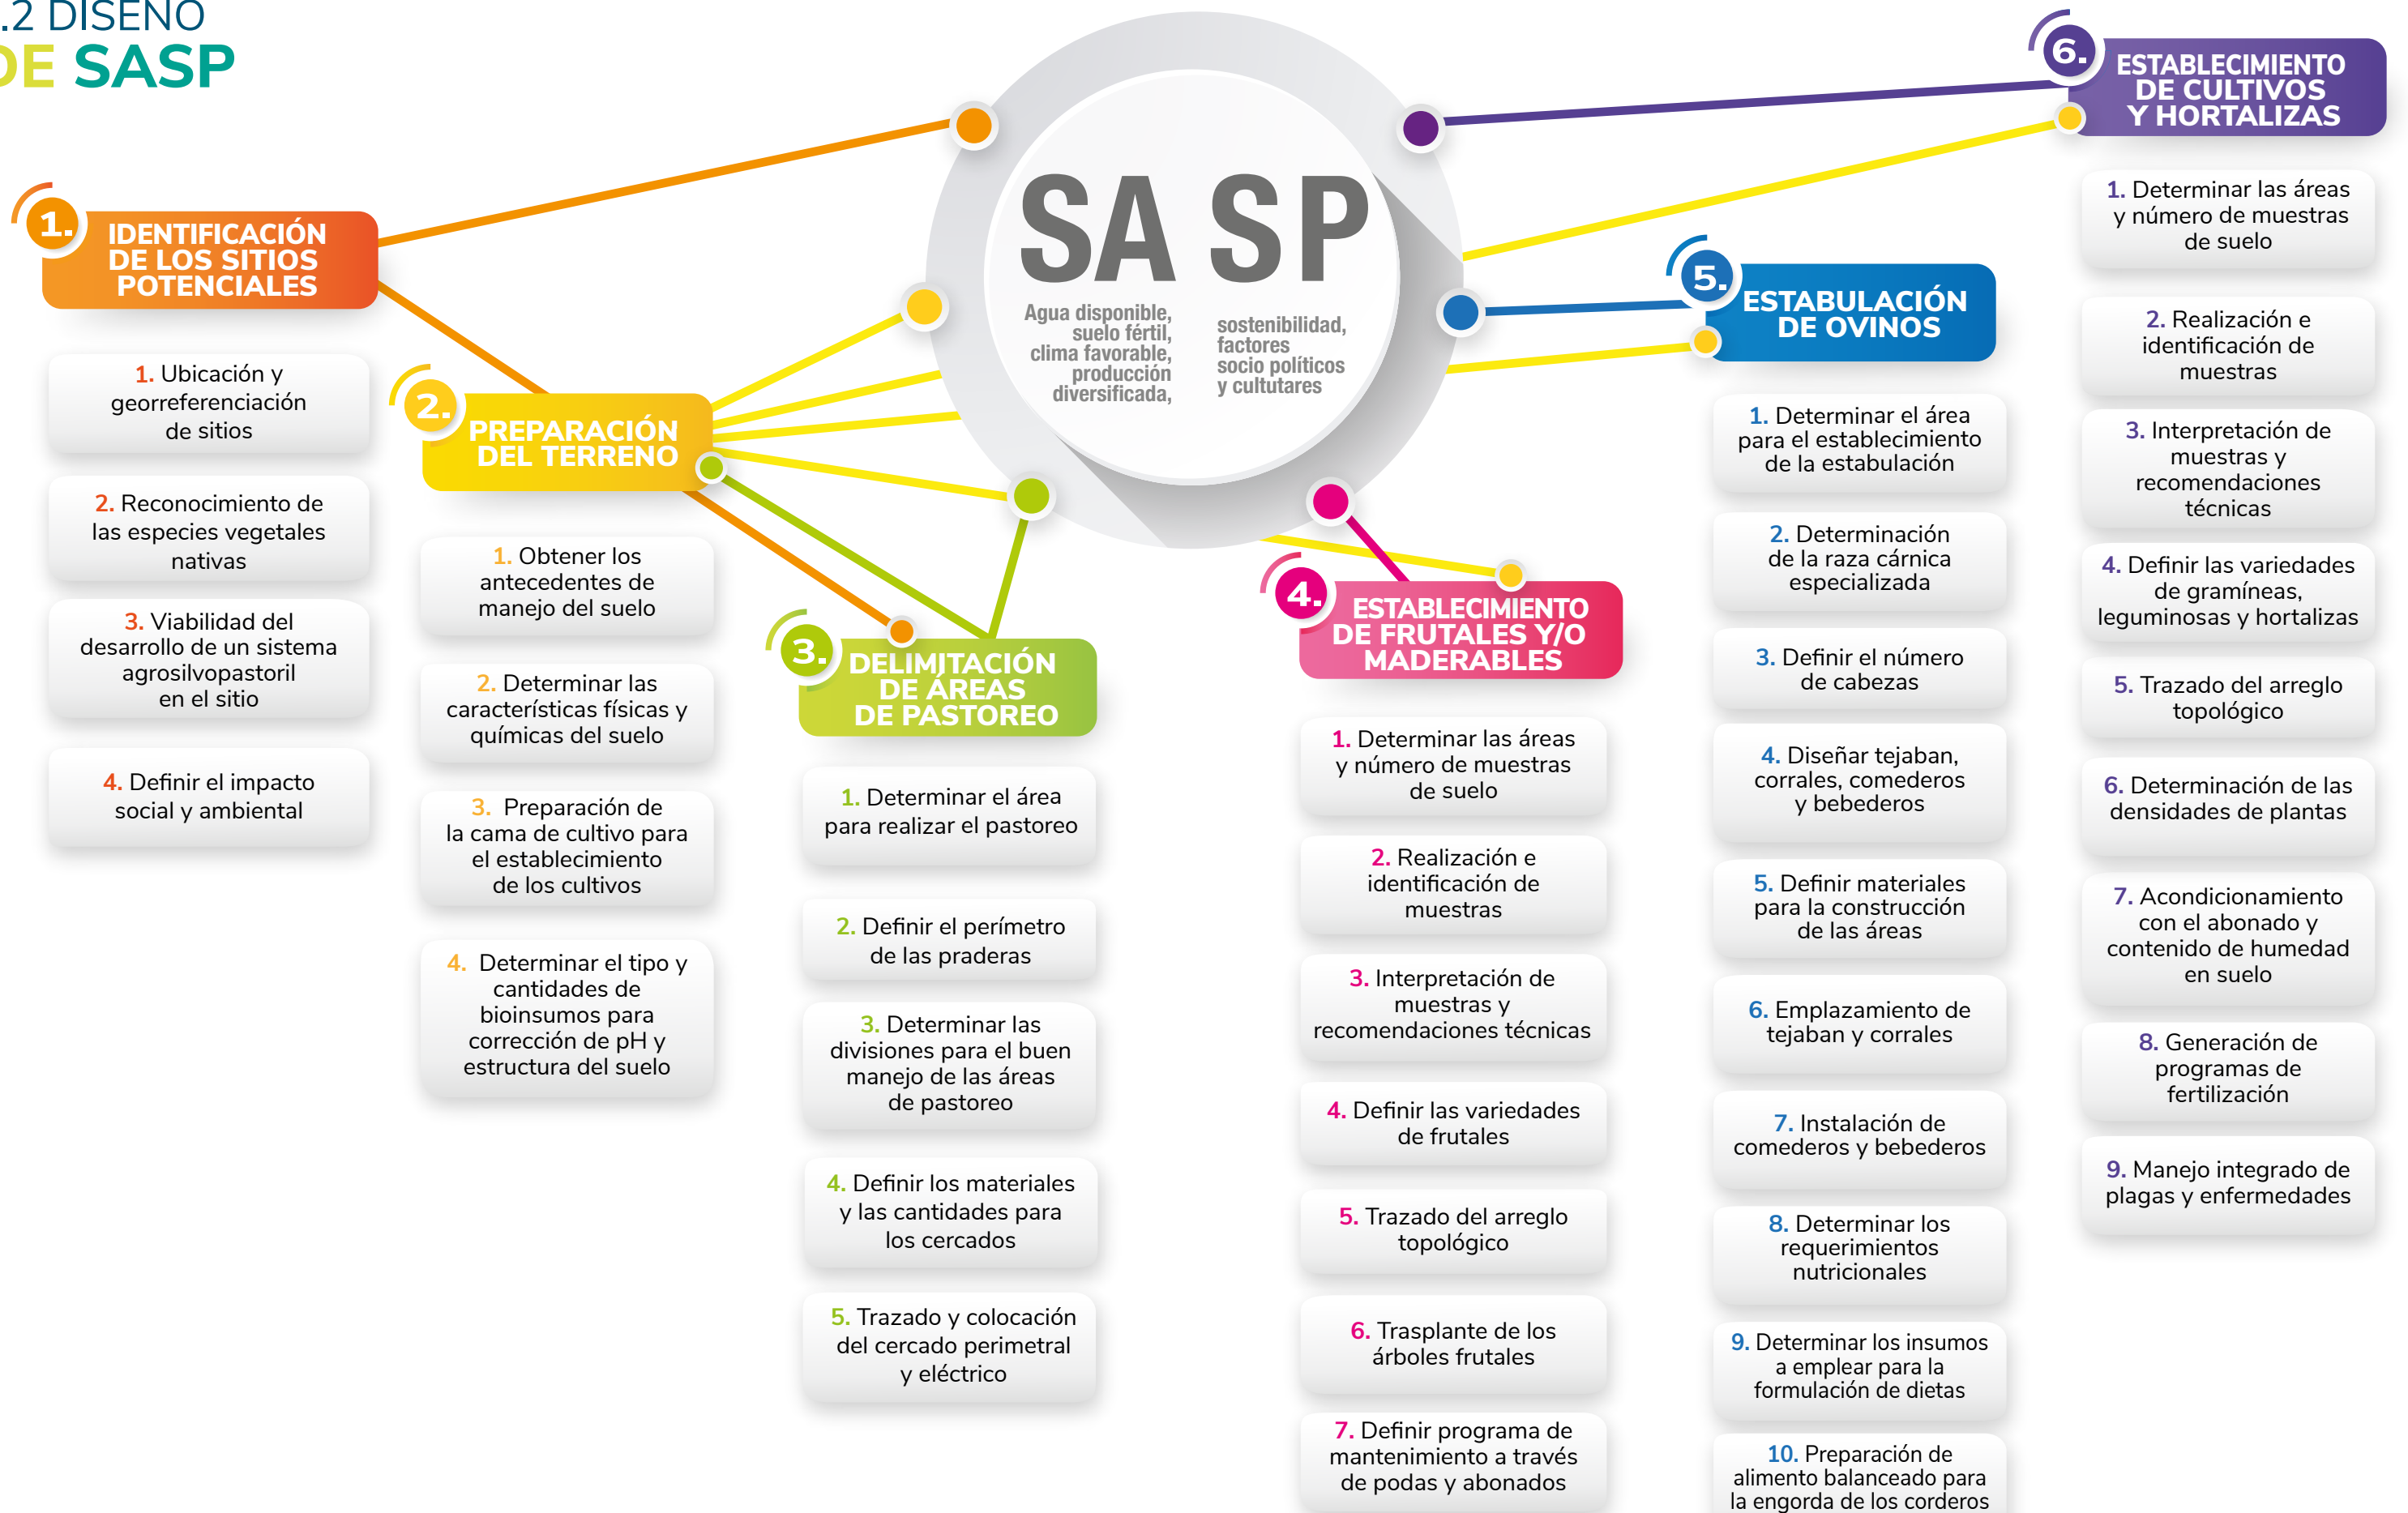 .2 DISEÑO
DE SASP
SA SP
Agua disponible,
suelo fértil,
clima favorable,
producción
diversificada,
sostenibilidad,
factores
socio políticos
y cultutares
1.
IDENTIFICACIÓN
DE LOS SITIOS
POTENCIALES
1. Ubicación y
georreferenciación
de sitios
2. Reconocimiento de
las especies vegetales
nativas
3. Viabilidad del
desarrollo de un sistema
agrosilvopastoril
en el sitio
4. Definir el impacto
social y ambiental
2.
PREPARACIÓN
DEL TERRENO
1. Obtener los
antecedentes de
manejo del suelo
2. Determinar las
características físicas y
químicas del suelo
3. Preparación de
la cama de cultivo para
el establecimiento
de los cultivos
4. Determinar el tipo y
cantidades de
bioinsumos para
corrección de pH y
estructura del suelo
3.
DELIMITACIÓN
DE ÁREAS
DE PASTOREO
1. Determinar el área
para realizar el pastoreo
2. Definir el perímetro
de las praderas
3. Determinar las
divisiones para el buen
manejo de las áreas
de pastoreo
4. Definir los materiales
y las cantidades para
los cercados
5. Trazado y colocación
del cercado perimetral
y eléctrico
4.
ESTABLECIMIENTO
DE FRUTALES Y/O
MADERABLES
1. Determinar las áreas
y número de muestras
de suelo
2. Realización e
identificación de
muestras
3. Interpretación de
muestras y
recomendaciones técnicas
4. Definir las variedades
de frutales
5. Trazado del arreglo
topológico
6. Trasplante de los
árboles frutales
7. Definir programa de
mantenimiento a través
de podas y abonados
5.
ESTABULACIÓN
DE OVINOS
1. Determinar el área
para el establecimiento
de la estabulación
2. Determinación
de la raza cárnica
especializada
3. Definir el número
de cabezas
4. Diseñar tejaban,
corrales, comederos
y bebederos
5. Definir materiales
para la construcción
de las áreas
6. Emplazamiento de
tejaban y corrales
7. Instalación de
comederos y bebederos
8. Determinar los
requerimientos
nutricionales
9. Determinar los insumos
a emplear para la
formulación de dietas
10. Preparación de
alimento balanceado para
la engorda de los corderos
6.
ESTABLECIMIENTO
DE CULTIVOS
Y HORTALIZAS
1. Determinar las áreas
y número de muestras
de suelo
2. Realización e
identificación de
muestras
3. Interpretación de
muestras y
recomendaciones
técnicas
4. Definir las variedades
de gramíneas,
leguminosas y hortalizas
5. Trazado del arreglo
topológico
6. Determinación de las
densidades de plantas
7. Acondicionamiento
con el abonado y
contenido de humedad
en suelo
8. Generación de
programas de
fertilización
9. Manejo integrado de
plagas y enfermedades